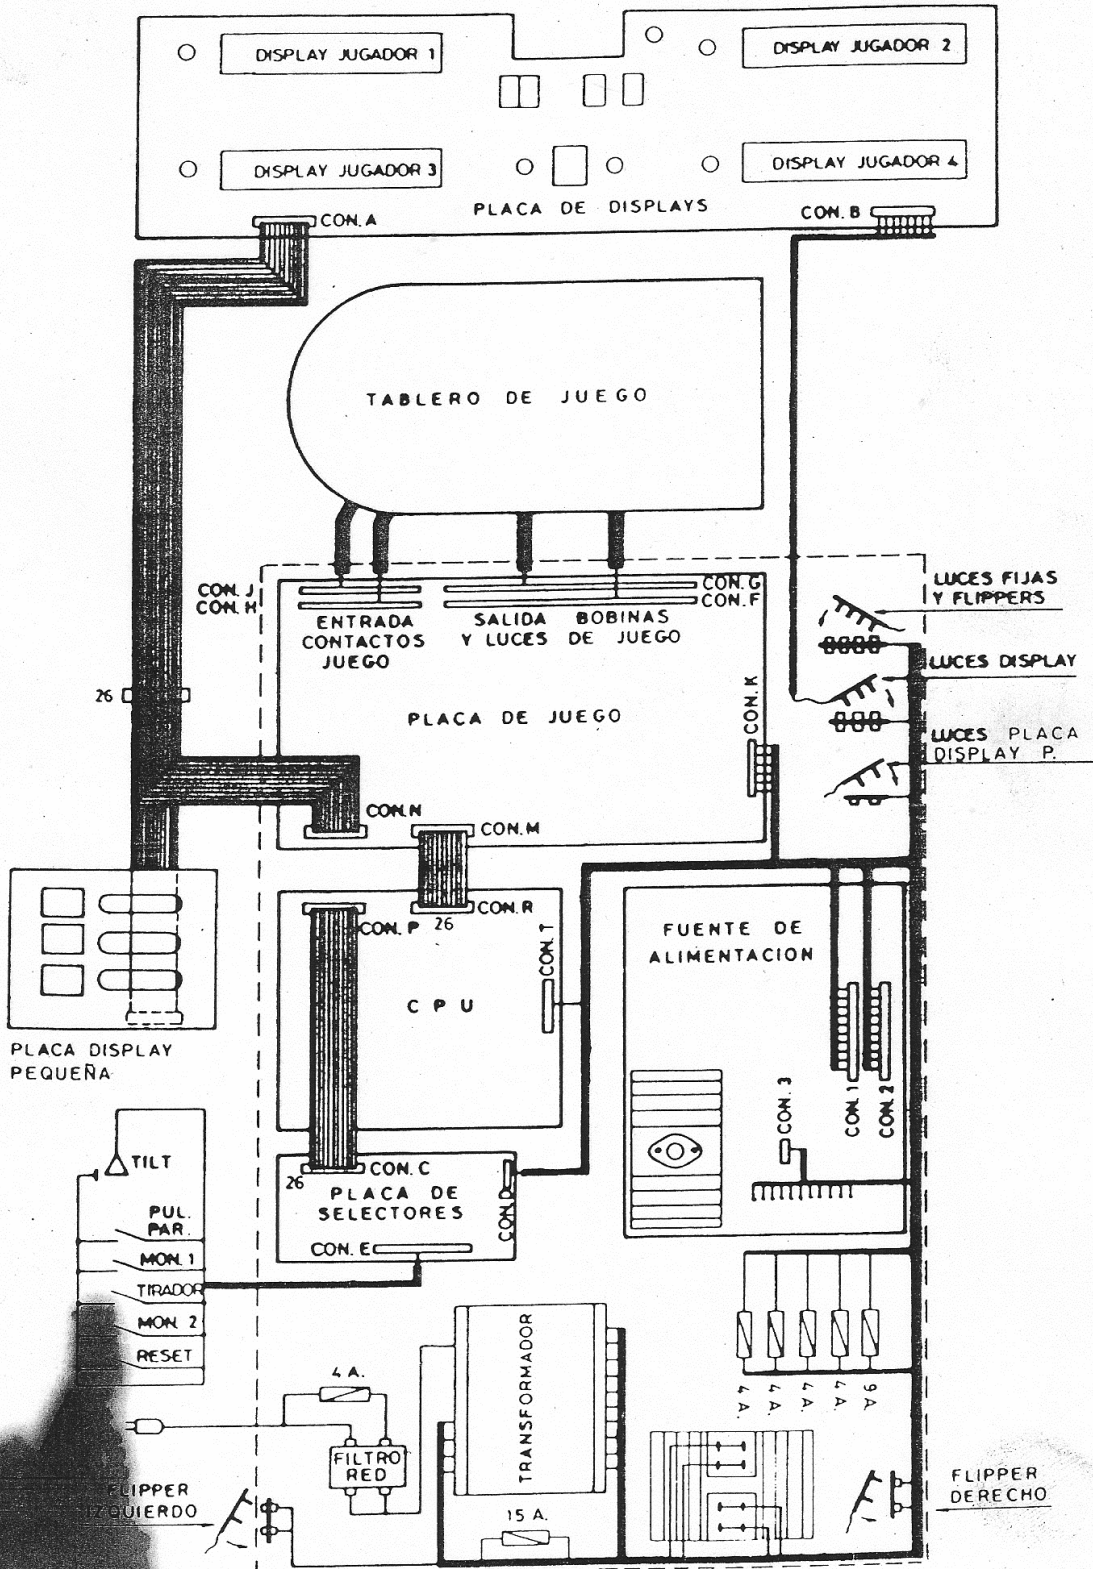 DISPLAY JUGADOR 1
DISPLAY JUGADOR 2
DISPLAY JUGADOR 3
DISPLAY JUGADOR 4
PLACA DE DISPLAYS
CON. A
CON. B
TABLERO DE JUEGO
CON. J
CON. H
CON. G
CON. F
ENTRADA
CONTACTOS
JUEGO
SALIDA BOBINAS
Y LUCES DE JUEGO
LUCES FIJAS
Y FLIPPERS
LUCES DISPLAY
LUCES PLACA
DISPLAY P.
26
PLACA DE JUEGO
CON. K
CON. N
CON. M
CON. R
26
CON. P
CON. T
CPU
FUENTE DE
ALIMENTACION
CON. 1
CON. 2
CON. 3
PLACA DISPLAY
PEQUEÑA
TILT
PUL.
PAR.
MON. 1
TIRADOR
MON. 2
RESET
26
CON. C
PLACA DE
SELECTORES
CON. D
CON. E
4 A.
FILTRO
RED
TRANSFORMADOR
15 A.
4 A.
4 A.
4 A.
4 A.
9 A
FLIPPER
IZQUIERDO
FLIPPER
DERECHO